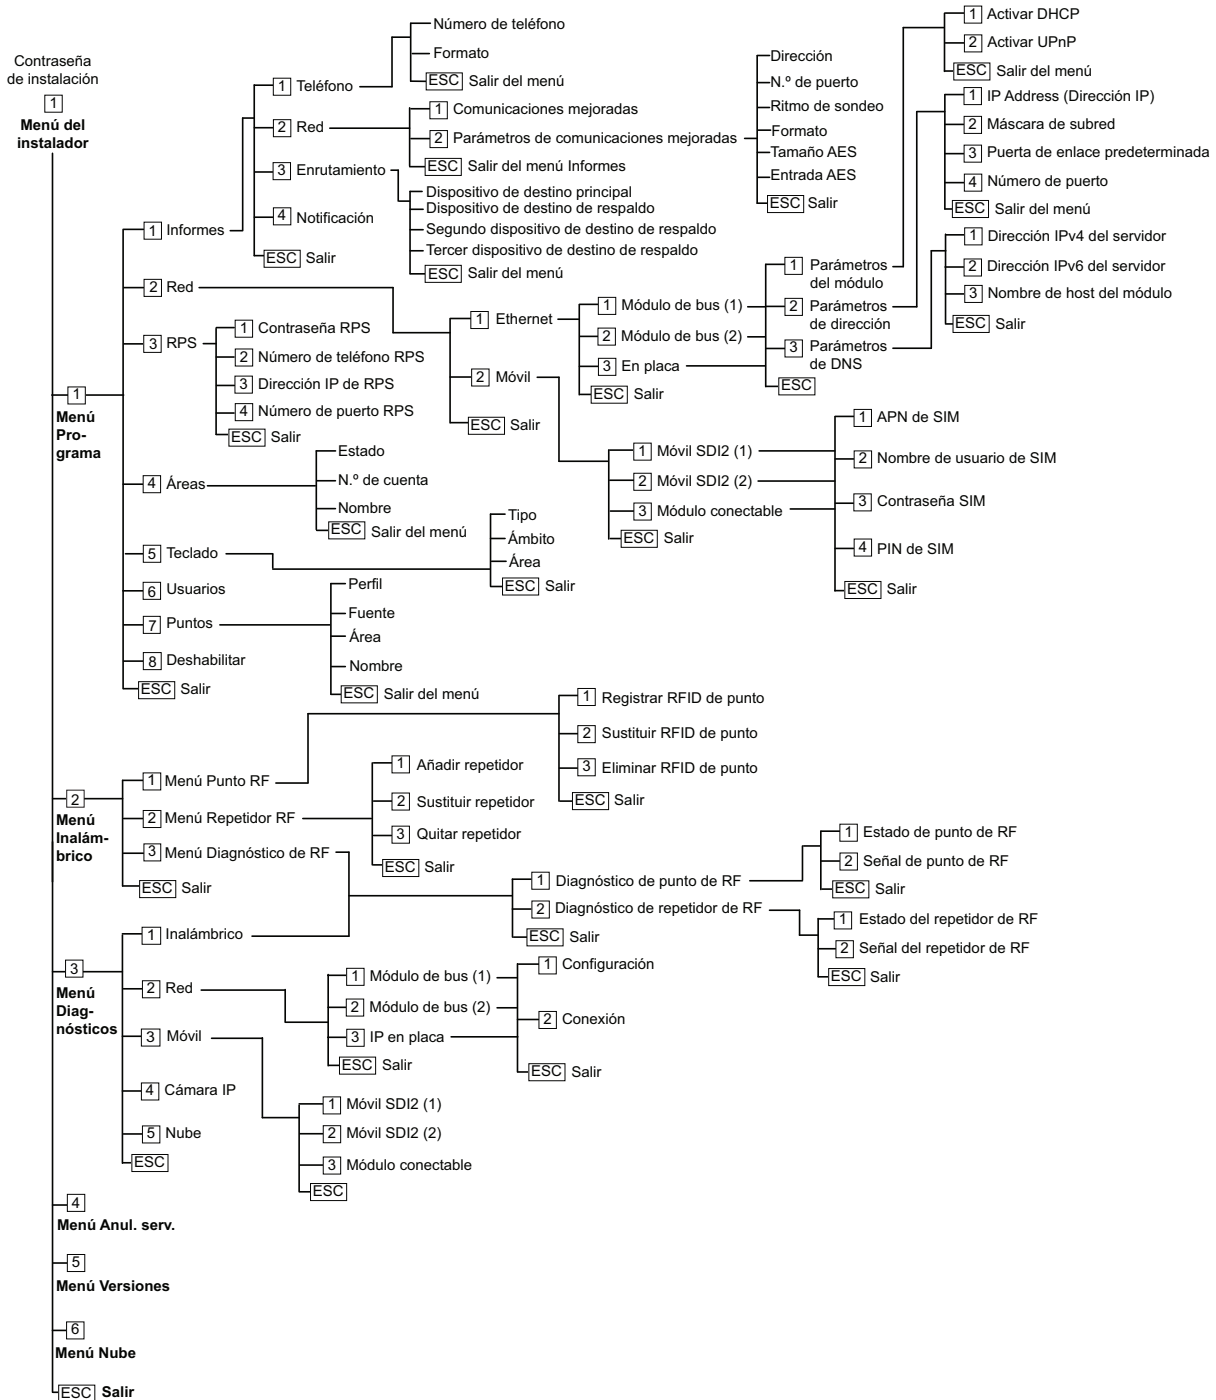 Contraseña
de instalación
1
Menú del
instalador
1
Menú
Pro-
grama
1 Informes
1 Teléfono
Número de teléfono
Formato
ESC Salir del menú
2 Red
1 Comunicaciones mejoradas
2 Parámetros de comunicaciones mejoradas
Dirección
N.º de puerto
Ritmo de sondeo
Formato
Tamaño AES
Entrada AES
ESC Salir
ESC Salir del menú Informes
3 Enrutamiento
Dispositivo de destino principal
Dispositivo de destino de respaldo
Segundo dispositivo de destino de respaldo
Tercer dispositivo de destino de respaldo
ESC Salir del menú
4 Notificación
ESC Salir
2 Red
1 Ethernet
1 Módulo de bus (1)
2 Módulo de bus (2)
3 En placa
ESC Salir
1 Parámetros
del módulo
1 Activar DHCP
2 Activar UPnP
ESC Salir del menú
2 Parámetros
de dirección
1 IP Address (Dirección IP)
2 Máscara de subred
3 Puerta de enlace predeterminada
4 Número de puerto
ESC Salir del menú
3 Parámetros
de DNS
1 Dirección IPv4 del servidor
2 Dirección IPv6 del servidor
3 Nombre de host del módulo
ESC Salir
ESC
2 Móvil
1 Móvil SDI2 (1)
2 Móvil SDI2 (2)
3 Módulo conectable
ESC Salir
1 APN de SIM
2 Nombre de usuario de SIM
3 Contraseña SIM
4 PIN de SIM
ESC Salir
ESC Salir
3 RPS
1 Contraseña RPS
2 Número de teléfono RPS
3 Dirección IP de RPS
4 Número de puerto RPS
ESC Salir
4 Áreas
Estado
N.º de cuenta
Nombre
ESC Salir del menú
5 Teclado
Tipo
Ámbito
Área
ESC Salir
6 Usuarios
7 Puntos
Perfil
Fuente
Área
Nombre
ESC Salir del menú
8 Deshabilitar
ESC Salir
2
Menú
Inalám-
brico
1 Menú Punto RF
1 Registrar RFID de punto
2 Sustituir RFID de punto
3 Eliminar RFID de punto
ESC Salir
2 Menú Repetidor RF
1 Añadir repetidor
2 Sustituir repetidor
3 Quitar repetidor
ESC Salir
3 Menú Diagnóstico de RF
ESC Salir
1 Diagnóstico de punto de RF
1 Estado de punto de RF
2 Señal de punto de RF
ESC Salir
2 Diagnóstico de repetidor de RF
1 Estado del repetidor de RF
2 Señal del repetidor de RF
ESC Salir
ESC Salir
3
Menú
Diag-
nósticos
1 Inalámbrico
2 Red
1 Módulo de bus (1)
2 Módulo de bus (2)
3 IP en placa
ESC Salir
1 Configuración
2 Conexión
ESC Salir
3 Móvil
1 Móvil SDI2 (1)
2 Móvil SDI2 (2)
3 Módulo conectable
ESC
4 Cámara IP
5 Nube
ESC
4
Menú Anul. serv.
5
Menú Versiones
6
Menú Nube
ESC Salir